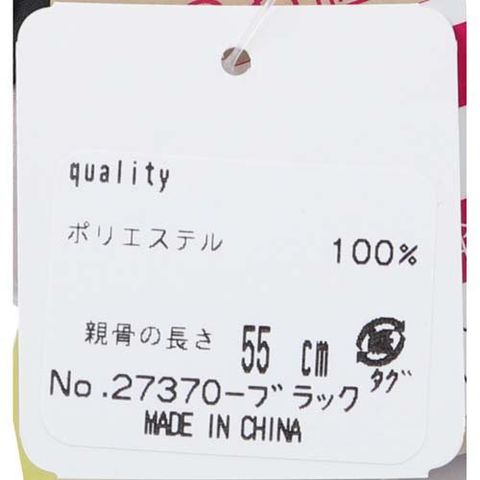 quality
ポリエステル 100%
親骨の長さ 55 cm
タグ
No.27370-ブラック
MADE IN CHINA